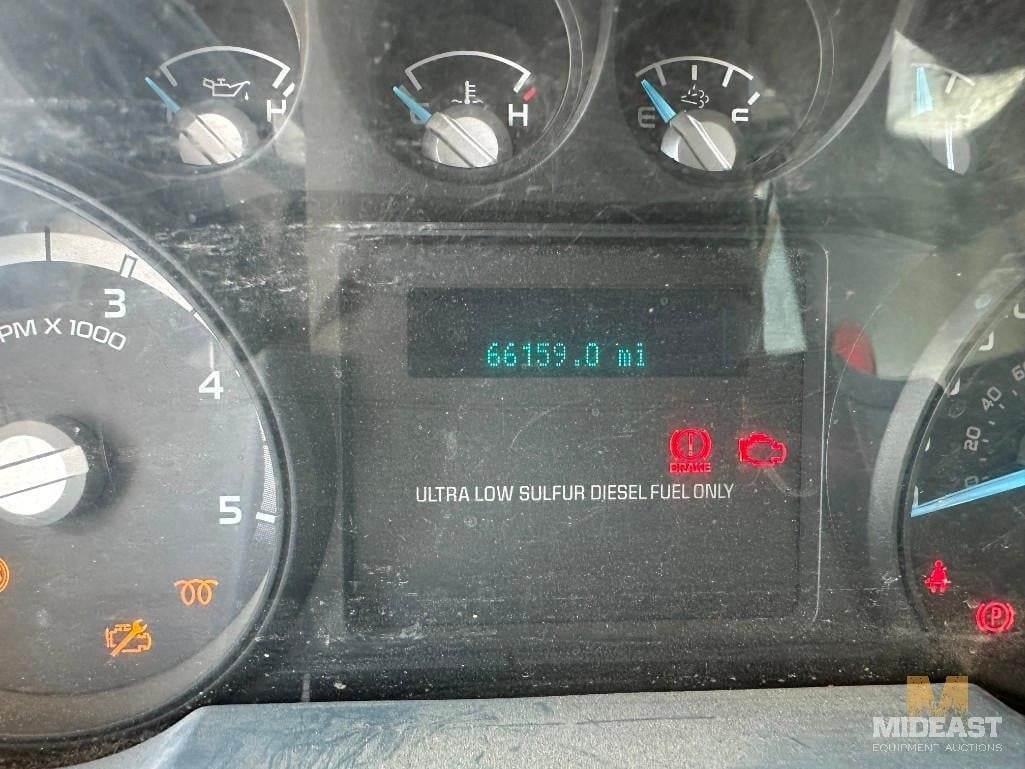 H
H
E F
3
PM X 1000
4
5
66159.0 mi
BRAKE
ULTRA LOW SULFUR DIESEL FUEL ONLY
20
40
P
M
MIDEAST
EQUIPMENT AUCTIONS